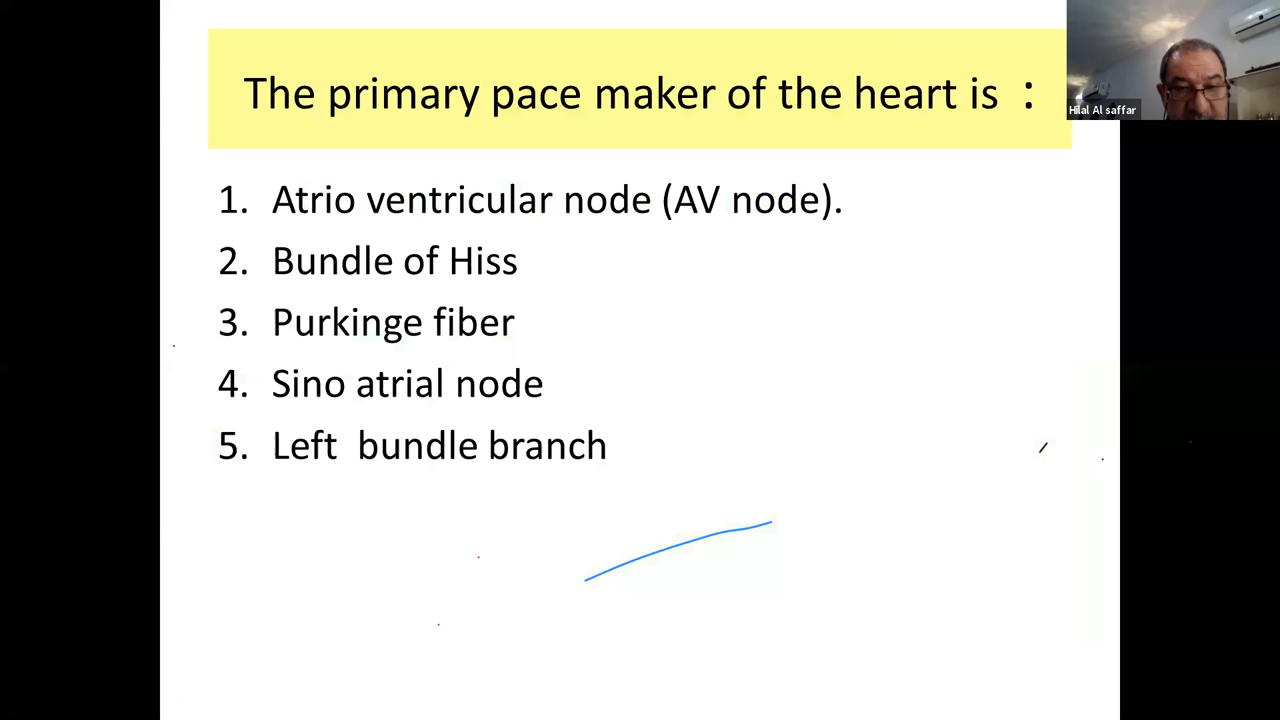 The primary pace maker of the heart is :
Hilal Al saffar
1. Atrio ventricular node (AV node).
2. Bundle of Hiss
3. Purkinge fiber
4. Sino atrial node
5. Left bundle branch